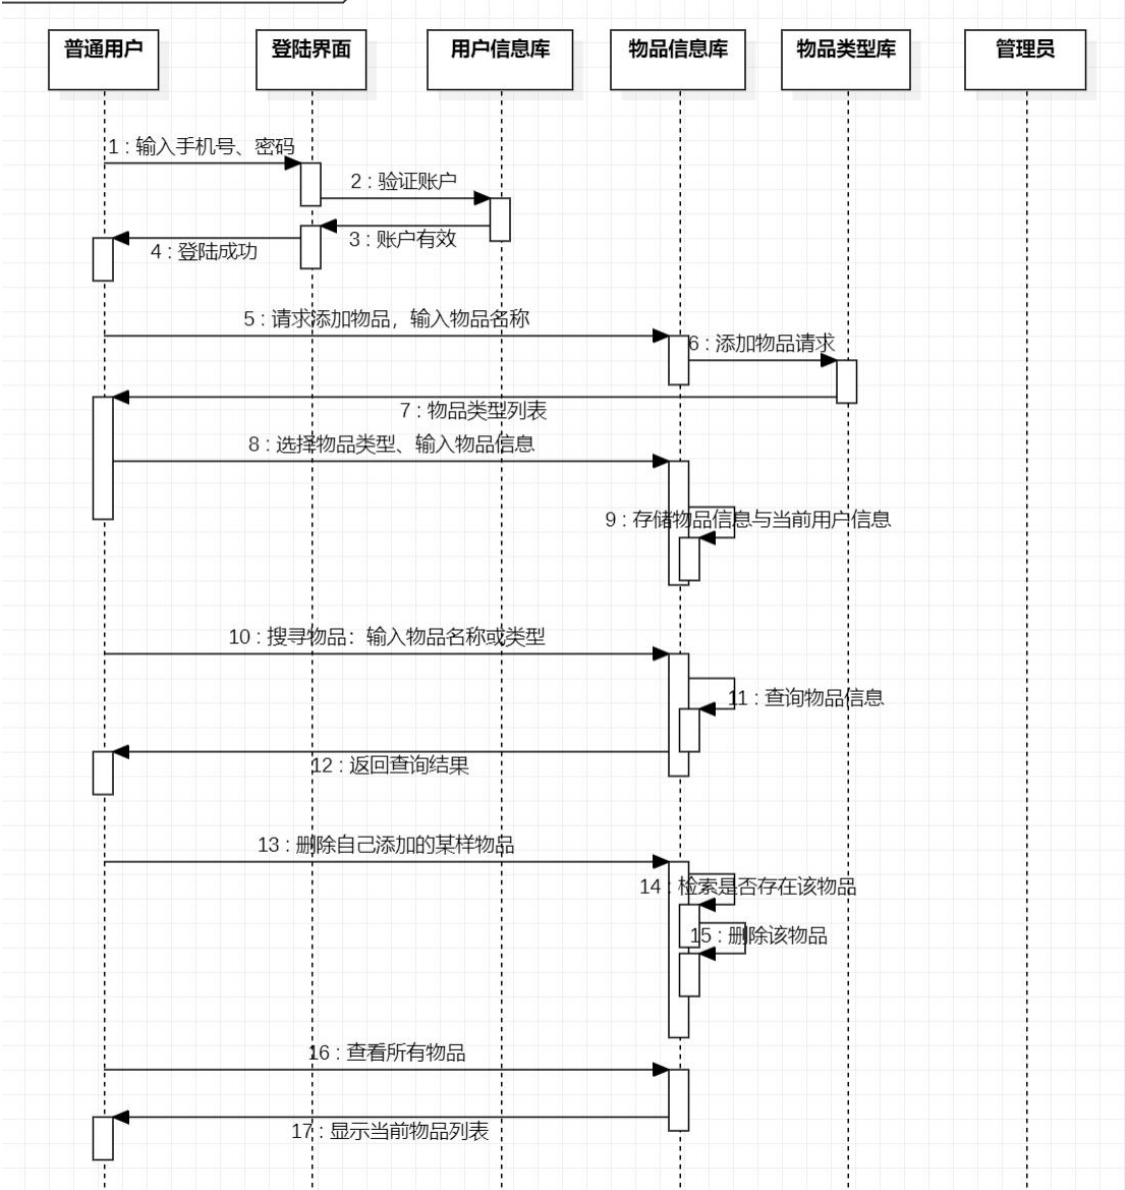 普通用户
登陆界面
用户信息库
物品信息库
物品类型库
管理员
1 : 输入手机号、密码
2 : 验证账户
3 : 账户有效
4 : 登陆成功
5 : 请求添加物品，输入物品名称
6 : 添加物品请求
7 : 物品类型列表
8 : 选择物品类型、输入物品信息
9 : 存储物品信息与当前用户信息
10 : 搜寻物品：输入物品名称或类型
11 : 查询物品信息
12 : 返回查询结果
13 : 删除自己添加的某样物品
14 : 检索是否存在该物品
15 : 删除该物品
16 : 查看所有物品
17 : 显示当前物品列表